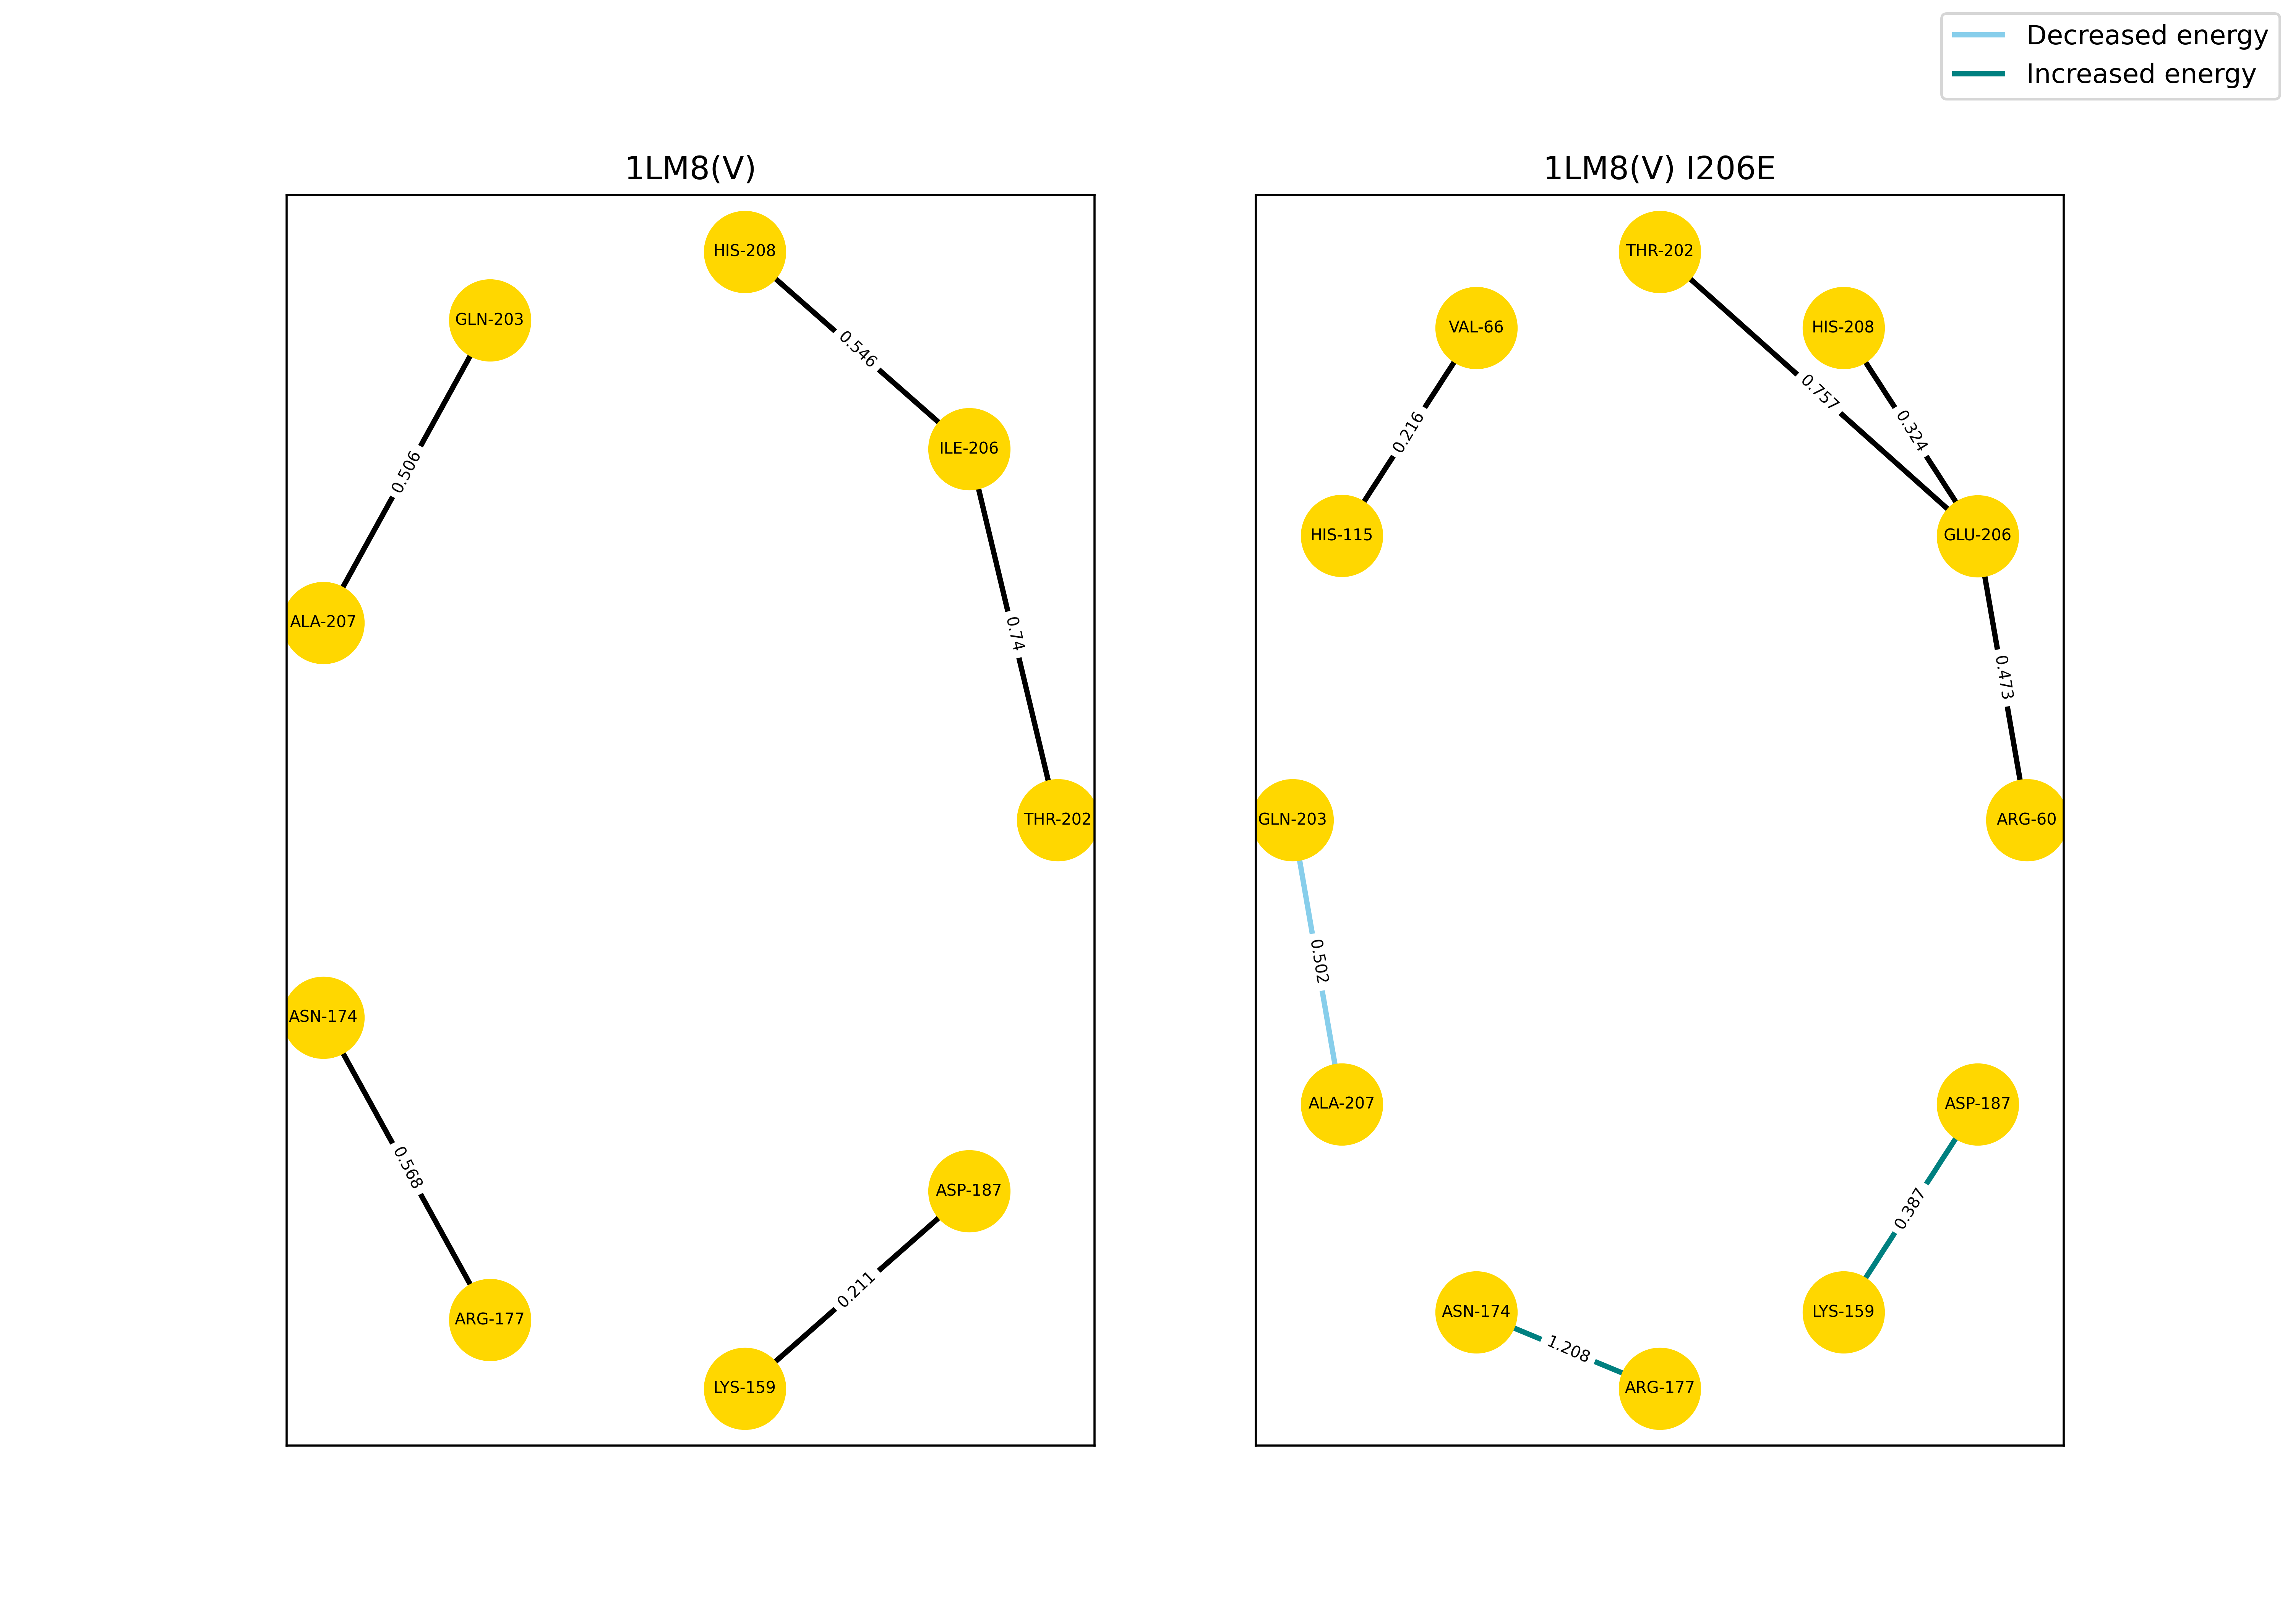 Decreased energy
Increased energy
1LM8(V)
HIS-208
GLN-203
0.546
ILE-206
0.506
ALA-207
0.74
THR-202
ASN-174
0.568
ASP-187
0.211
ARG-177
LYS-159
1LM8(V) I206E
THR-202
VAL-66
HIS-208
0.757
0.216
0.324
HIS-115
GLU-206
0.473
GLN-203
ARG-60
0.502
ALA-207
ASP-187
0.387
ASN-174
LYS-159
1.208
ARG-177